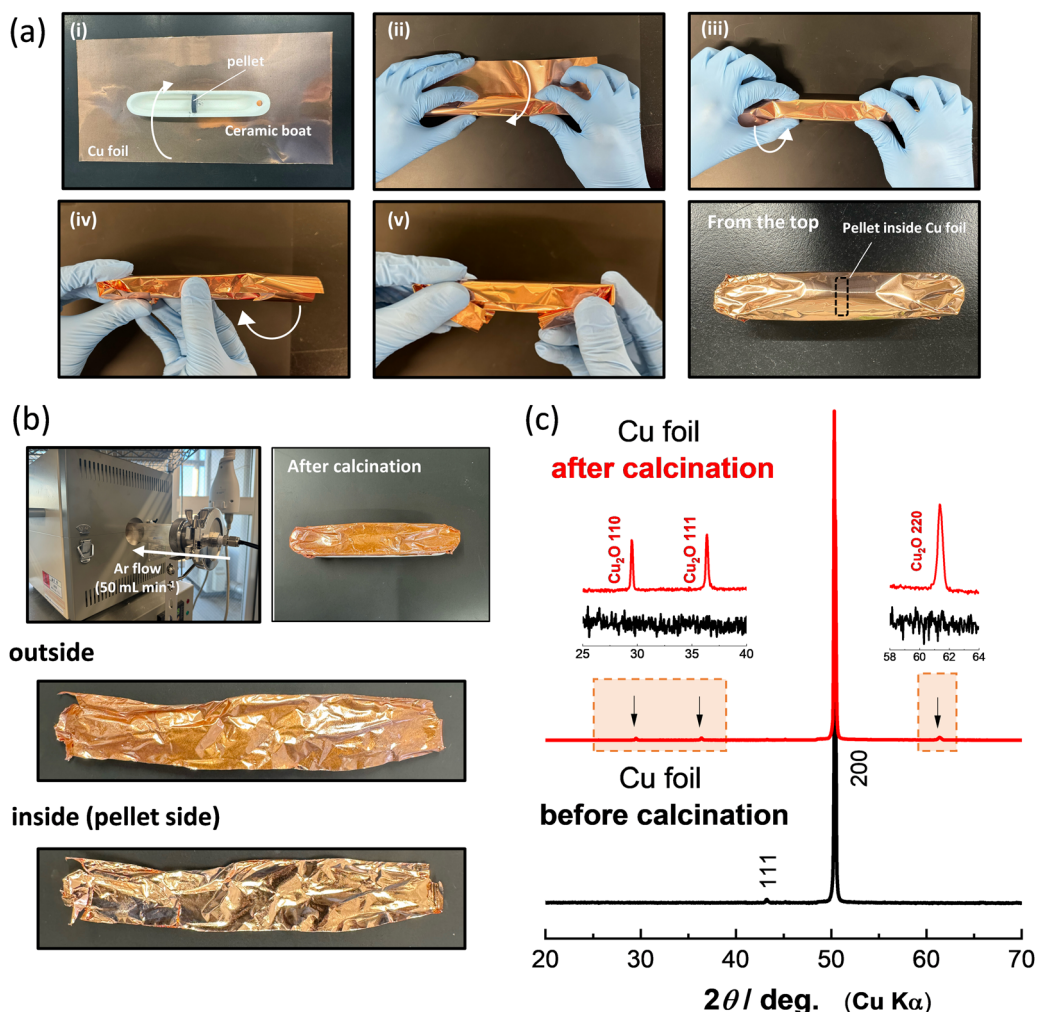 (a)
(i)
pellet
Ceramic boat
Cu foil
(ii)
(iii)
(iv)
(v)
From the top
Pellet inside Cu foil
(b)
Ar flow
(50 mL min⁻¹)
After calcination
outside
inside (pellet side)
(c)
Cu foil
after calcination
Cu₂O 110
Cu₂O 111
Cu₂O 220
25 30 35 40
58 60 62 64
Cu foil
before calcination
111
200
20 30 40 50 60 70
2θ / deg. (Cu Kα)